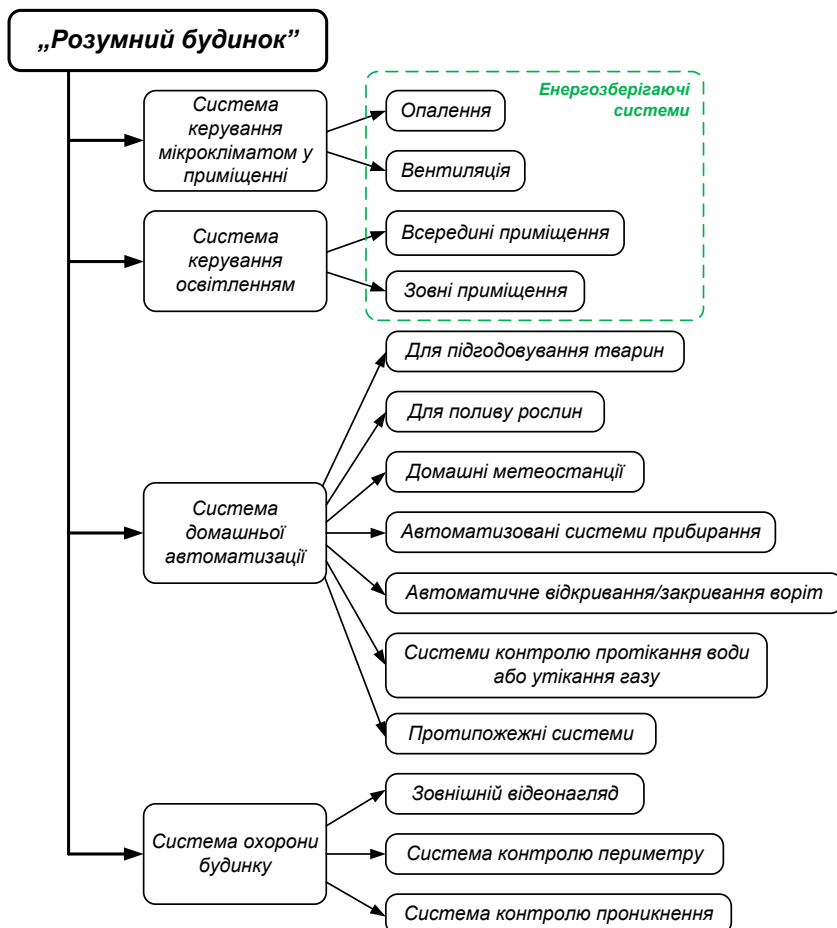 „Розумний будинок”
Система
керування
мікрокліматом у
приміщенні
Енергозберігаючі
системи
Опалення
Вентиляція
Система
керування
освітленням
Всередині приміщення
Зовні приміщення
Система
домашньої
автоматизації
Для підгодовування тварин
Для поливу рослин
Домашні метеостанції
Автоматизовані системи прибирання
Автоматичне відкривання/закривання воріт
Системи контролю протікання води
або утікання газу
Протипожежні системи
Система охорони
будинку
Зовнішній відеонагляд
Система контролю периметру
Система контролю проникнення